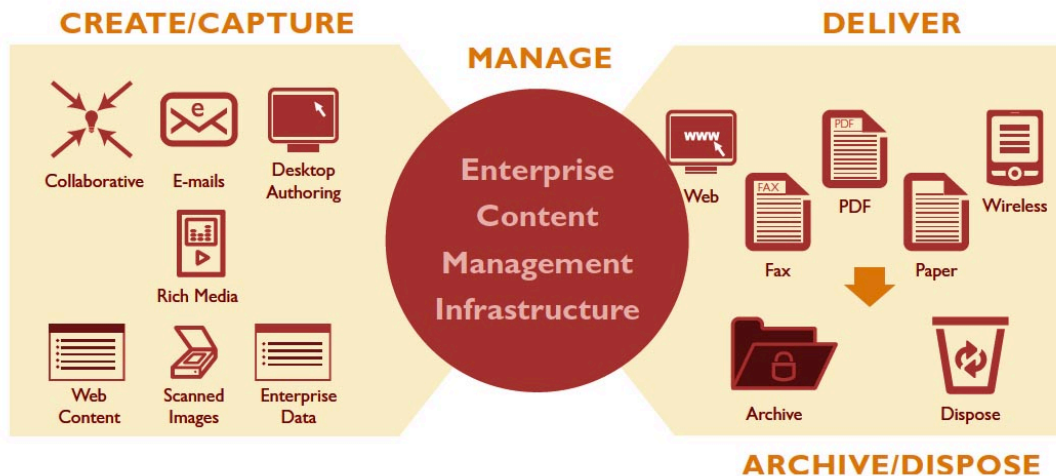 CREATE/CAPTURE
MANAGE
DELIVER
e
Collaborative
E-mails
Desktop
Authoring
Rich Media
Web
Content
Scanned
Images
Enterprise
Data
Enterprise
Content
Management
Infrastructure
www
Web
FAX
Fax
PDF
PDF
Paper
Wireless
Archive
Dispose
ARCHIVE/DISPOSE